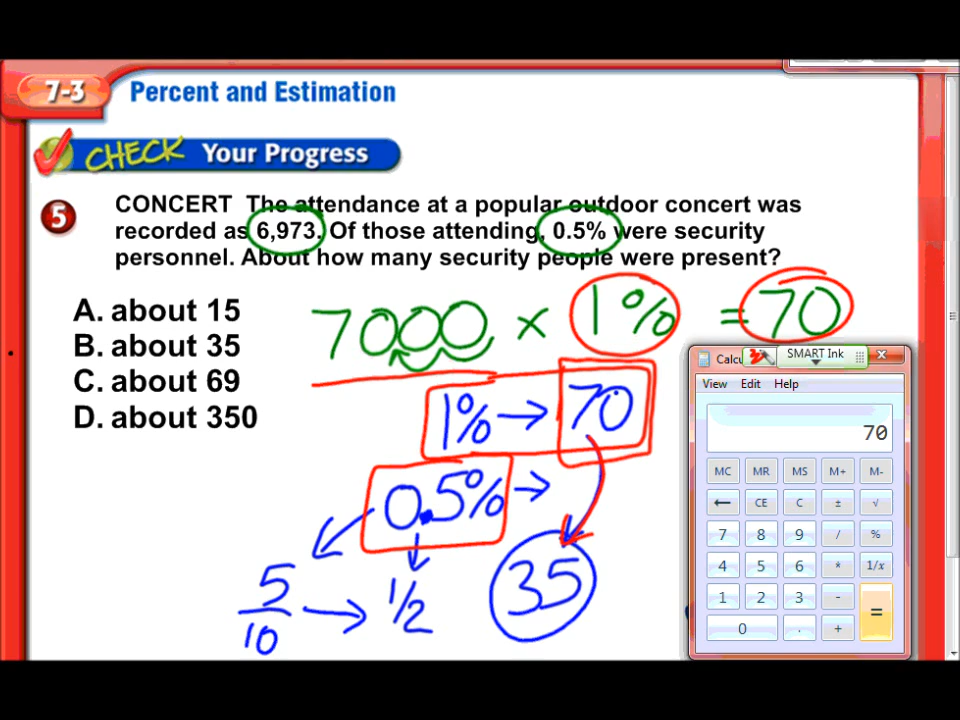 7-3 Percent and Estimation
CHECK Your Progress
5 CONCERT The attendance at a popular outdoor concert was
recorded as 6,973. Of those attending, 0.5% were security
personnel. About how many security people were present?
A. about 15
B. about 35
C. about 69
D. about 350
7000 × 1% = 70
1% → 70
0.5% →
5/10 → 1/2
35
Calcu
SMART Ink
View Edit Help
70
MC MR MS M+ M-
← CE C ± √
7 8 9 / %
4 5 6 * 1/x
1 2 3 - =
0 . +